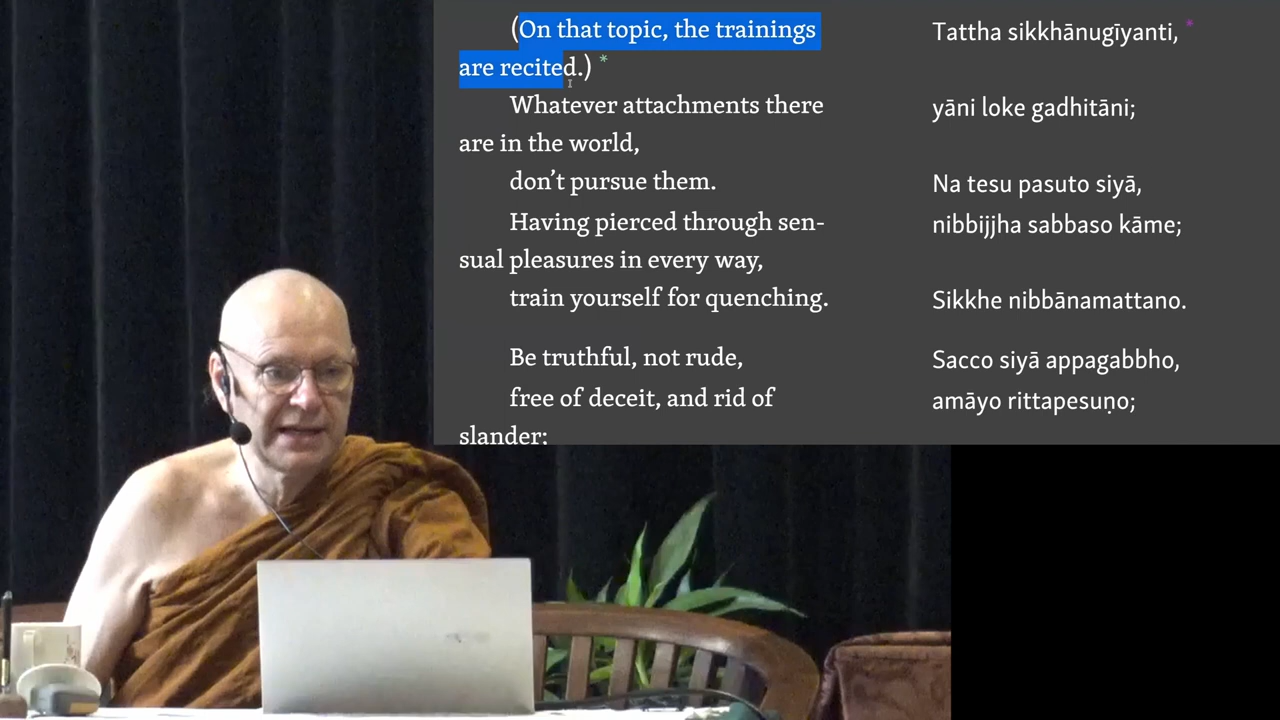 (On that topic, the trainings
are recited.) *
Whatever attachments there
are in the world,
don’t pursue them.
Having pierced through sen-
sual pleasures in every way,
train yourself for quenching.
Be truthful, not rude,
free of deceit, and rid of
slander:
Tattha sikkhānugīyanti, *
yāni loke gadhitāni;
Na tesu pasuto siyā,
nibbijjha sabbaso kāme;
Sikkhe nibbānamattano.
Sacco siyā appagabbho,
amāyo rittapesuṇo;